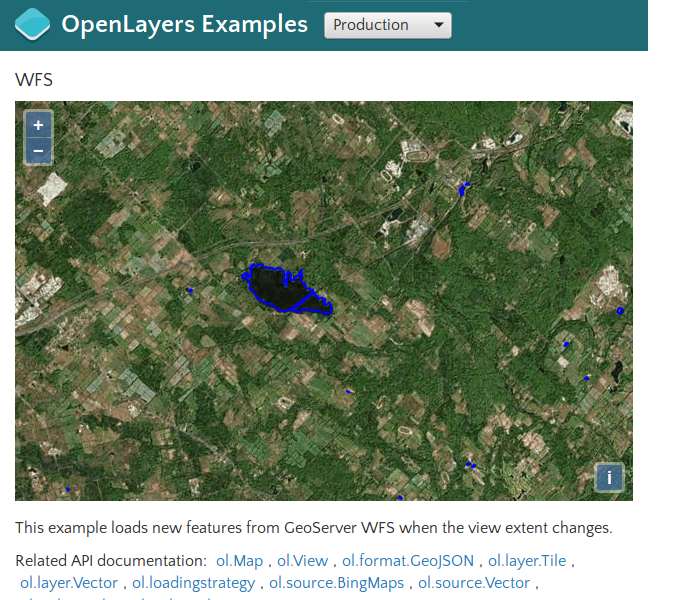 OpenLayers Examples
Production
WFS
+
−
i
This example loads new features from GeoServer WFS when the view extent changes.
Related API documentation: ol.Map , ol.View , ol.format.GeoJSON , ol.layer.Tile ,
ol.layer.Vector , ol.loadingstrategy , ol.source.BingMaps , ol.source.Vector ,